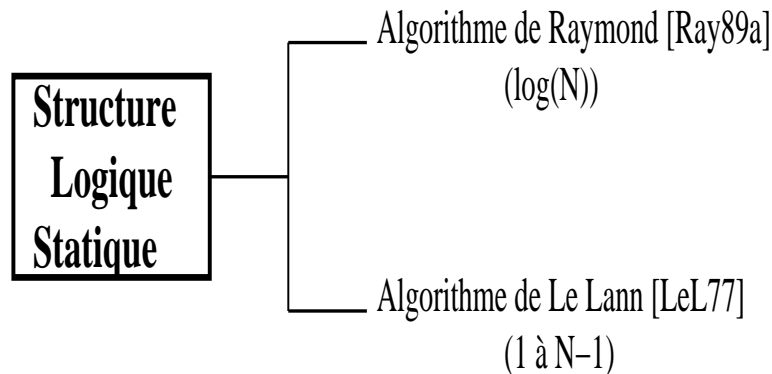 Algorithme de Raymond [Ray89a]
(log(N))
Structure
Logique
Statique
Algorithme de Le Lann [LeL77]
(1 à N–1)